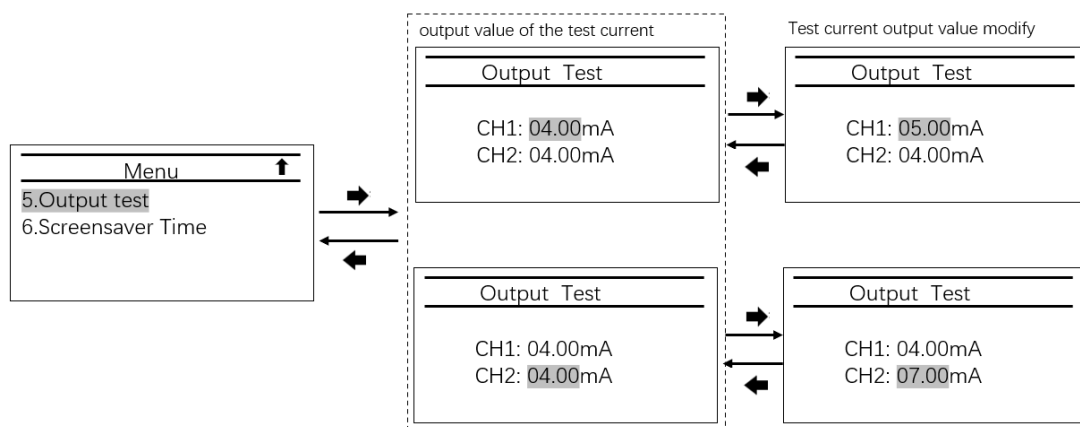 output value of the test current
Test current output value modify
Menu
5.Output test
6.Screensaver Time
Output Test
CH1: 04.00mA
CH2: 04.00mA
Output Test
CH1: 05.00mA
CH2: 04.00mA
Output Test
CH1: 04.00mA
CH2: 04.00mA
Output Test
CH1: 04.00mA
CH2: 07.00mA